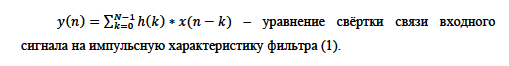 y(n) = ∑_{k=0}^{N−1} h(k) ∗ x(n − k) – уравнение свёртки связи входного
сигнала на импульсную характеристику фильтра (1).